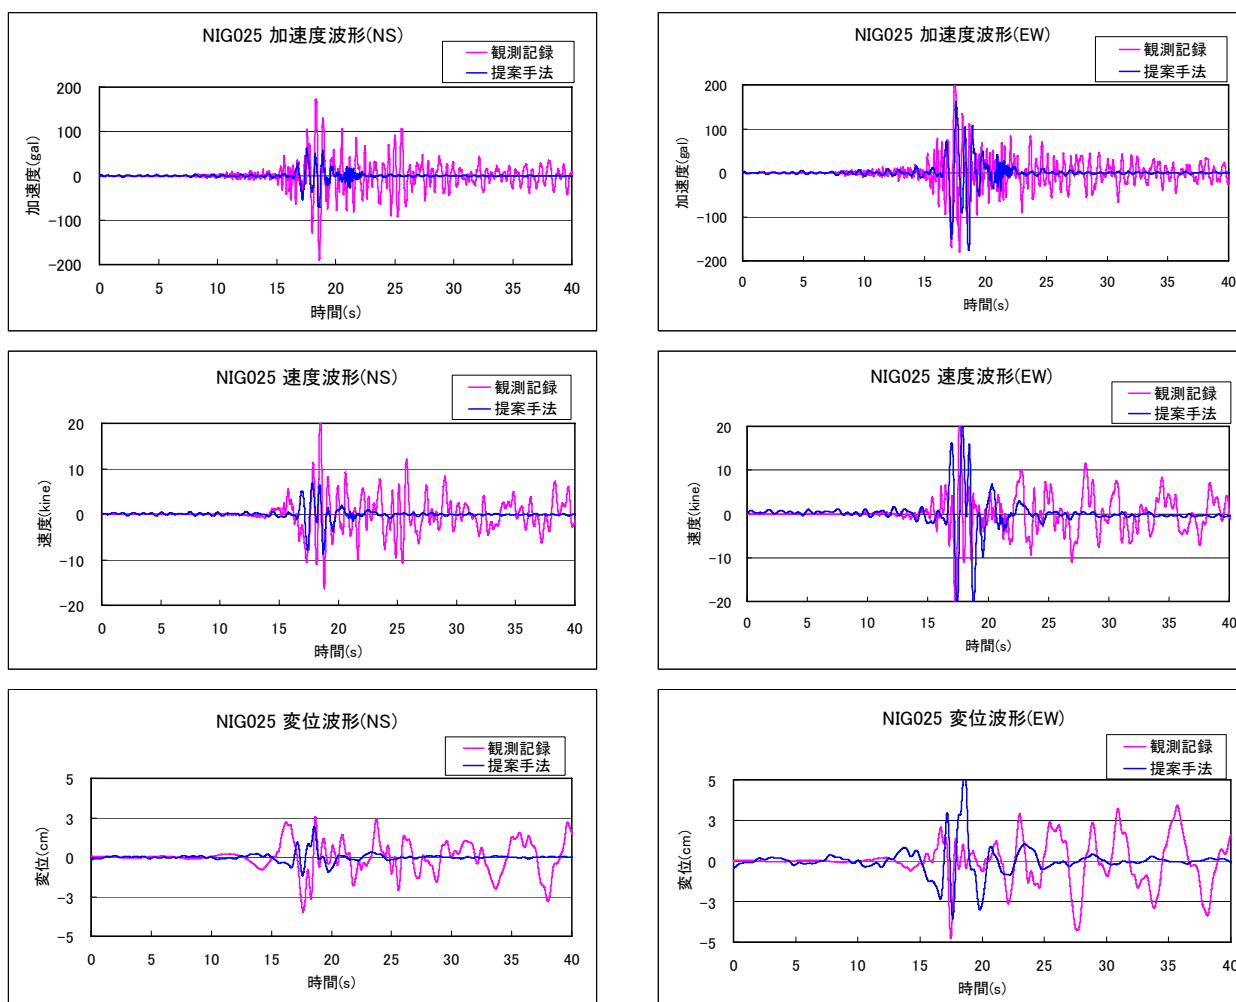 NIG025 加速度波形(NS)
観測記録
提案手法
加速度(gal)
200
100
0
-100
-200
0 5 10 15 20 25 30 35 40
時間(s)
NIG025 加速度波形(EW)
観測記録
提案手法
加速度(gal)
200
100
0
-100
-200
0 5 10 15 20 25 30 35 40
時間(s)
NIG025 速度波形(NS)
観測記録
提案手法
速度(kine)
20
10
0
-10
-20
0 5 10 15 20 25 30 35 40
時間(s)
NIG025 速度波形(EW)
観測記録
提案手法
速度(kine)
20
10
0
-10
-20
0 5 10 15 20 25 30 35 40
時間(s)
NIG025 変位波形(NS)
観測記録
提案手法
変位(cm)
5
3
0
-3
-5
0 5 10 15 20 25 30 35 40
時間(s)
NIG025 変位波形(EW)
観測記録
提案手法
変位(cm)
5
3
0
-3
-5
0 5 10 15 20 25 30 35 40
時間(s)